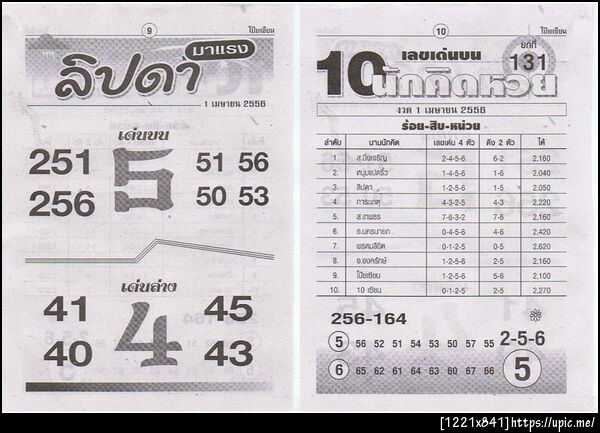 9
โป๊ยเซียน
ลิปดา
มาแรง
1 เมษายน 2556
เด่นบน
251
256
5
51 56
50 53
เด่นล่าง
41
40
4
45
43
10
โป๊ยเซียน
เลขเด่นบน
ยกที่
131
10 นักคิดหวย
งวด 1 เมษายน 2556
ร้อย-สิบ-หน่วย
ลำดับ นามนักคิด เลขเด่น 4 ตัว ดึง 2 ตัว ได้
1. ส.มิ่งเจริญ 2-4-5-6 6-2 2.160
2. หนุ่มแปดริ้ว 1-4-5-6 1-6 2.040
3. ลิปดา 1-2-5-6 1-5 2.050
4. การะเกตุ 4-3-2-5 4-3 2.220
5. ส.เทพธร 7-6-3-2 7-6 2.160
6. อ.นครนายก 0-4-5-6 4-6 2.420
7. พรหมลิขิต 0-1-2-5 0-5 2.620
8. อ.องครักษ์ 1-2-5-6 5-2 2.160
9. โป๊ยเซียน 1-2-5-6 5-6 2.100
10. 10 เซียน 0-1-2-5 2-5 2.270
256-164
5 56 52 51 54 53 58 50 57 55
6 65 62 61 64 63 68 60 67 66
2-5-6
5
[1221x841]https://upic.me/